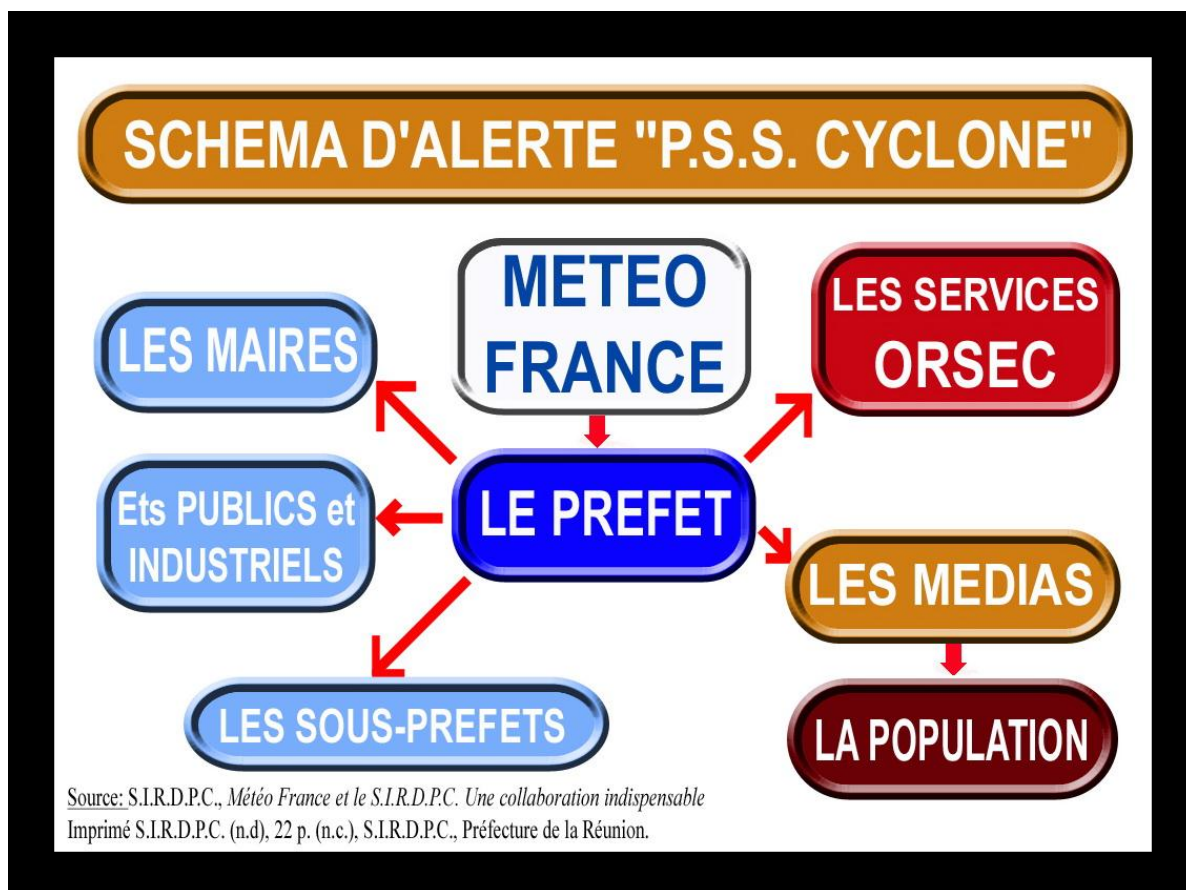 SCHEMA D'ALERTE "P.S.S. CYCLONE"
METEO
FRANCE
LES SERVICES
ORSEC
LES MAIRES
Ets PUBLICS et
INDUSTRIELS
LE PREFET
LES MEDIAS
LES SOUS-PREFETS
LA POPULATION
Source: S.I.R.D.P.C., Météo France et le S.I.R.D.P.C. Une collaboration indispensable
Imprimé S.I.R.D.P.C. (n.d), 22 p. (n.c.), S.I.R.D.P.C., Préfecture de la Réunion.